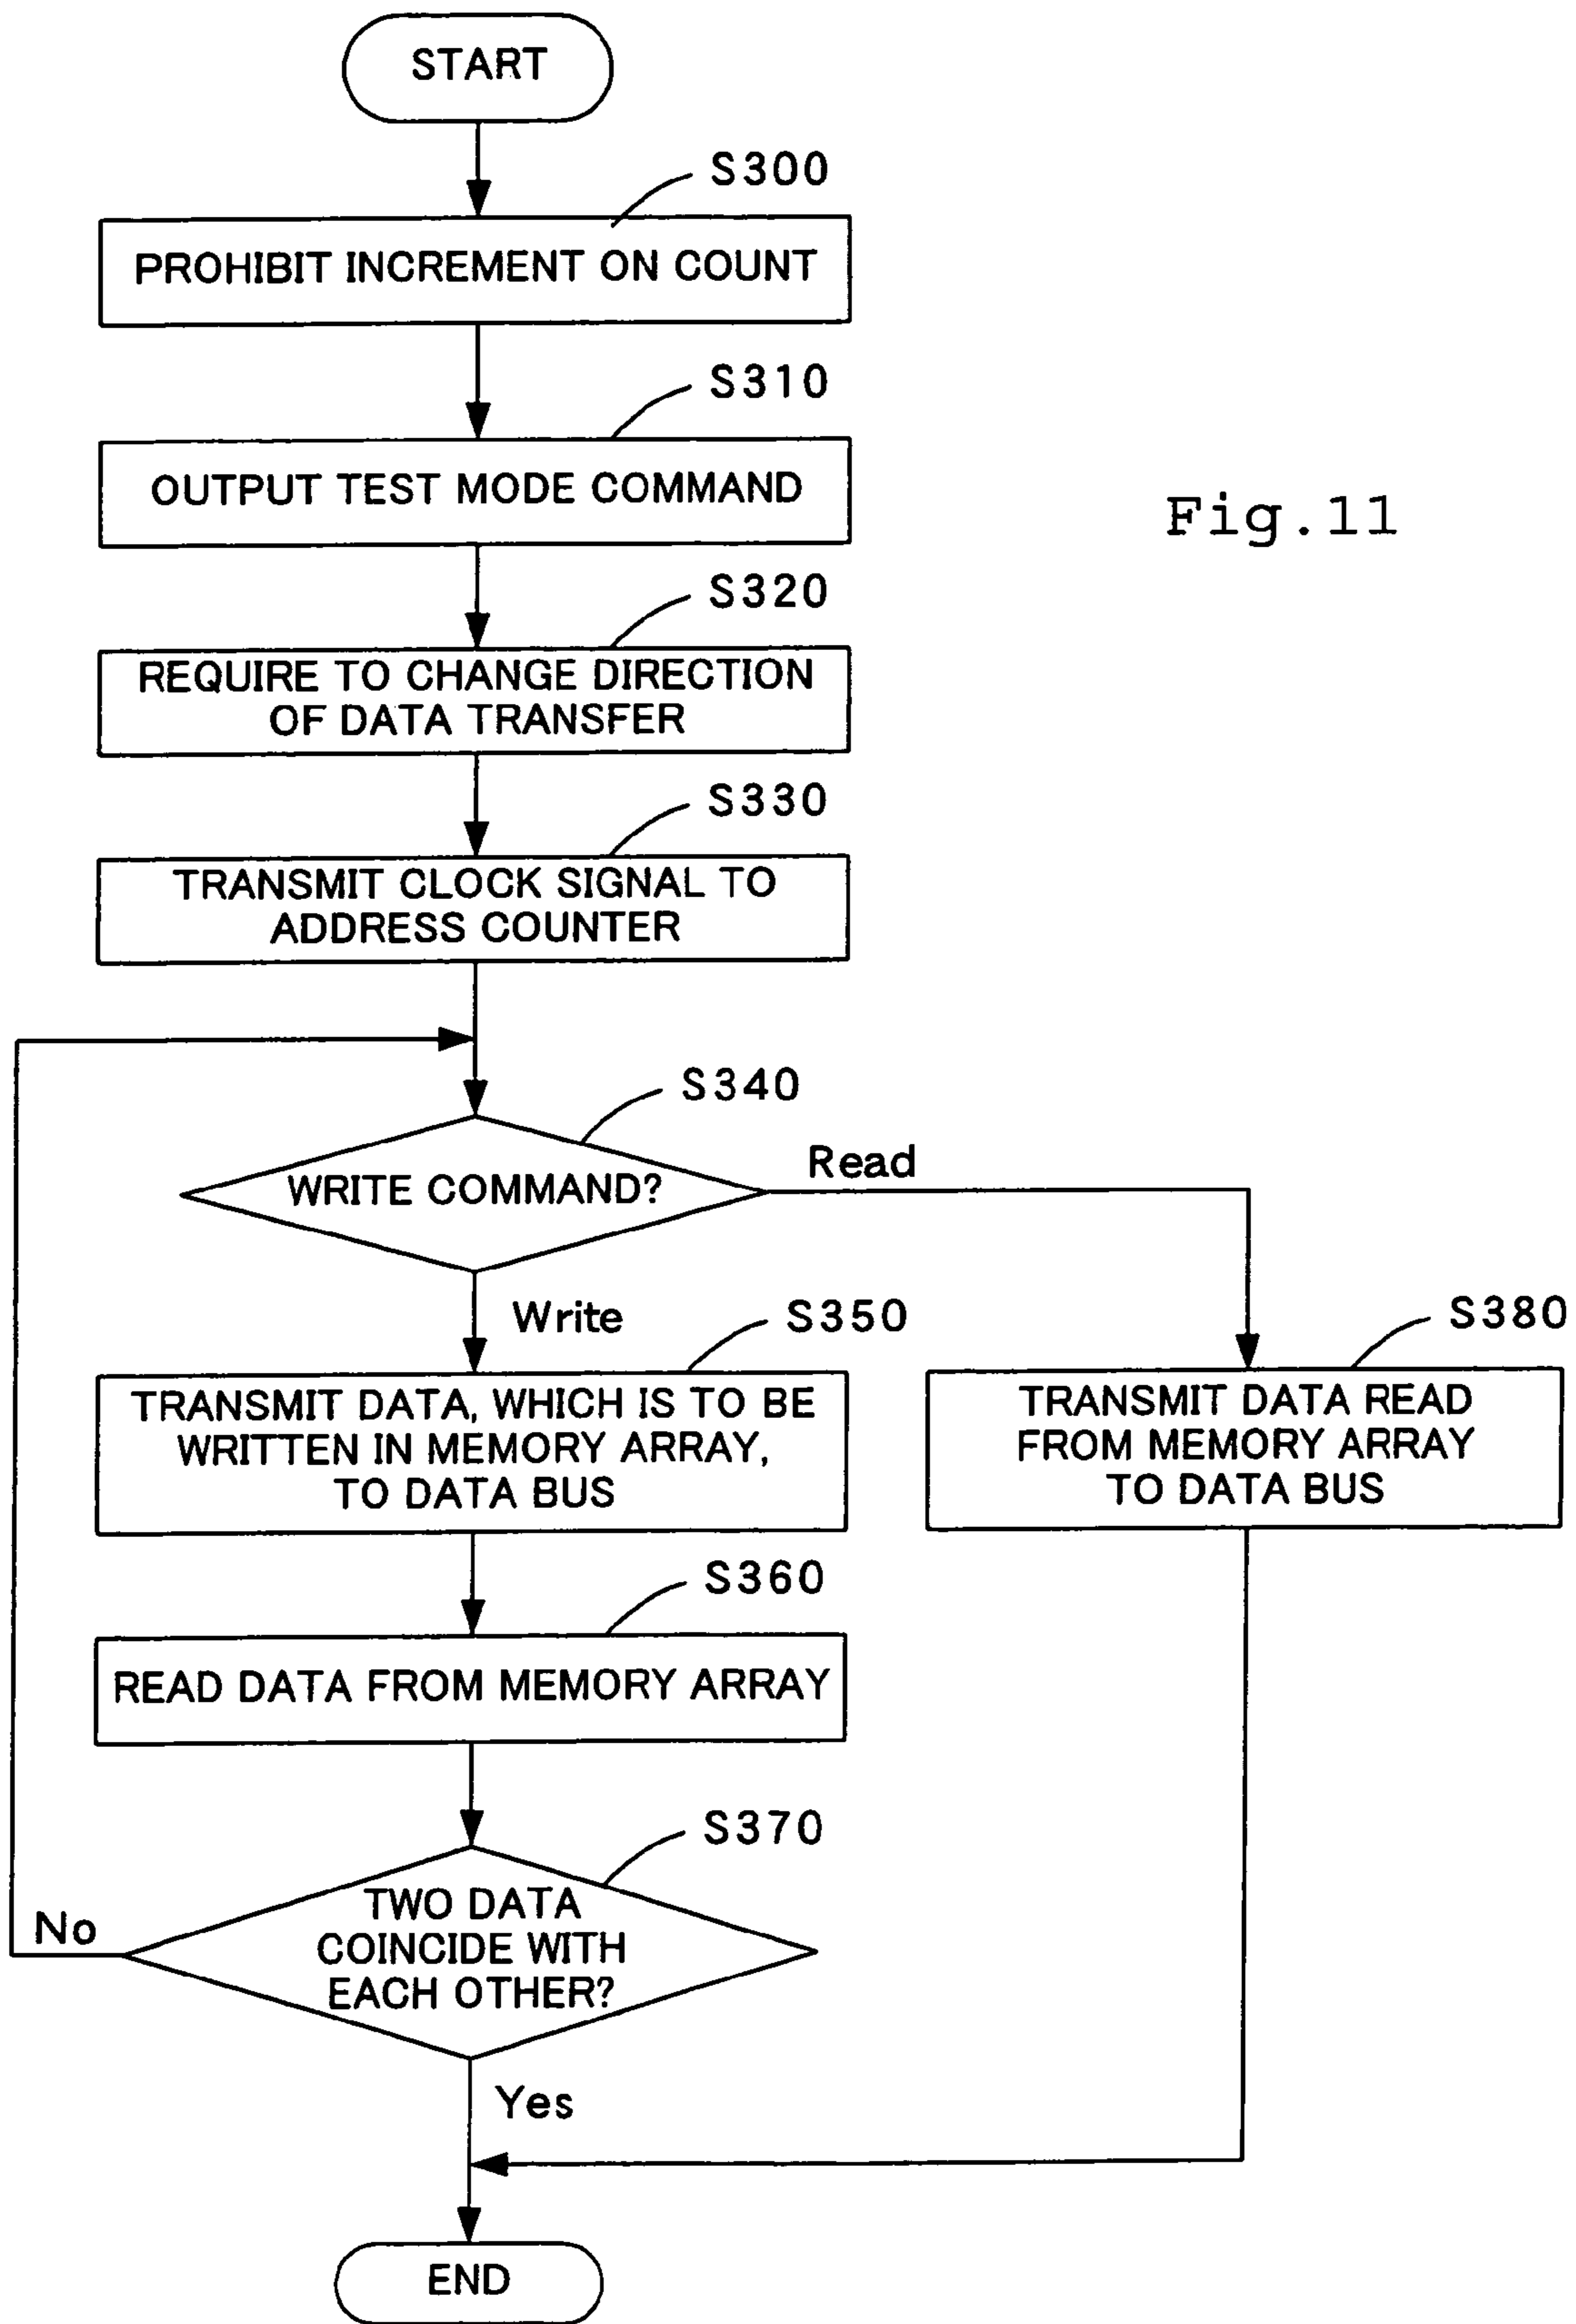 START
S300
PROHIBIT INCREMENT ON COUNT
S310
OUTPUT TEST MODE COMMAND
Fig.11
S320
REQUIRE TO CHANGE DIRECTION
OF DATA TRANSFER
S330
TRANSMIT CLOCK SIGNAL TO
ADDRESS COUNTER
S340
WRITE COMMAND?
Read
Write
S350
TRANSMIT DATA, WHICH IS TO BE
WRITTEN IN MEMORY ARRAY,
TO DATA BUS
S380
TRANSMIT DATA READ
FROM MEMORY ARRAY
TO DATA BUS
S360
READ DATA FROM MEMORY ARRAY
S370
TWO DATA
COINCIDE WITH
EACH OTHER?
No
Yes
END